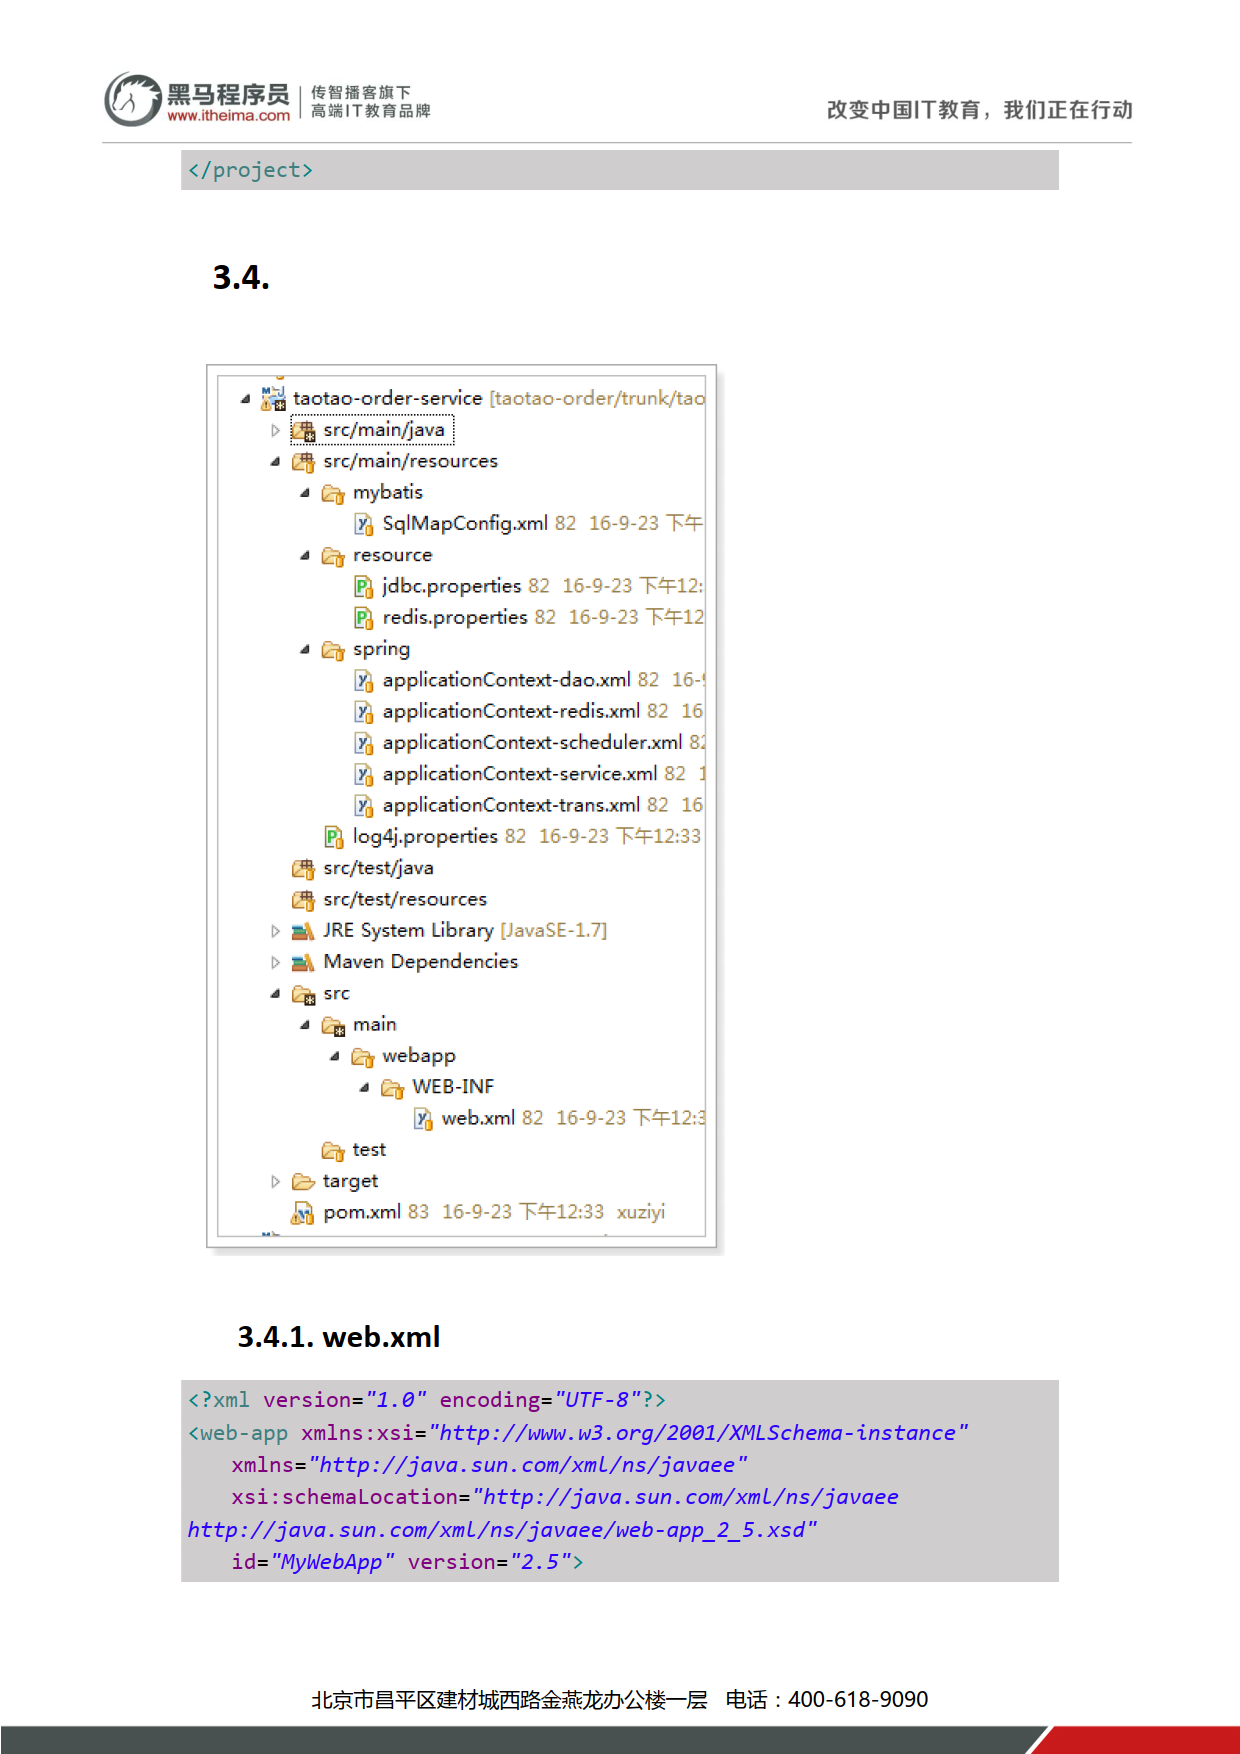 黑马程序员
www.itheima.com
传智播客旗下
高端IT教育品牌
改变中国IT教育，我们正在行动
</project>
3.4.
taotao-order-service [taotao-order/trunk/tao
src/main/java
src/main/resources
mybatis
SqlMapConfig.xml 82 16-9-23 下午
resource
jdbc.properties 82 16-9-23 下午12:
redis.properties 82 16-9-23 下午12
spring
applicationContext-dao.xml 82 16-9
applicationContext-redis.xml 82 16
applicationContext-scheduler.xml 82
applicationContext-service.xml 82 1
applicationContext-trans.xml 82 16
log4j.properties 82 16-9-23 下午12:33
src/test/java
src/test/resources
JRE System Library [JavaSE-1.7]
Maven Dependencies
src
main
webapp
WEB-INF
web.xml 82 16-9-23 下午12:3
test
target
pom.xml 83 16-9-23 下午12:33 xuziyi
3.4.1. web.xml
<?xml version="1.0" encoding="UTF-8"?>
<web-app xmlns:xsi="http://www.w3.org/2001/XMLSchema-instance"
xmlns="http://java.sun.com/xml/ns/javaee"
xsi:schemaLocation="http://java.sun.com/xml/ns/javaee
http://java.sun.com/xml/ns/javaee/web-app_2_5.xsd"
id="MyWebApp" version="2.5">
北京市昌平区建材城西路金燕龙办公楼一层 电话：400-618-9090